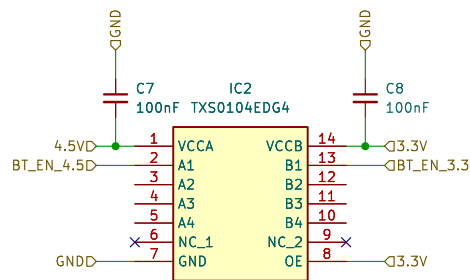 GND
GND
C7
100nF
IC2
TXS0104EDG4
C8
100nF
4.5V 1 VCCA VCCB 14 3.3V
BT_EN_4.5 2 A1 B1 13 BT_EN_3.3
3 A2 B2 12
4 A3 B3 11
5 A4 B4 10
6 NC_1 NC_2 9
GND 7 GND OE 8 3.3V